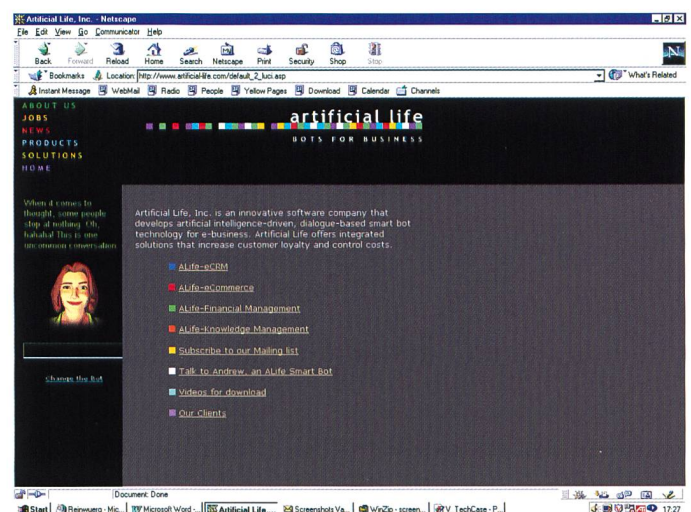 Artificial Life, Inc. - Netscape
File Edit View Go Communicator Help
Back Forward Reload Home Search Netscape Print Security Shop Stop
Bookmarks Location: http://www.artificial-life.com/default_2_luci.asp What's Related
Instant Message WebMail Radio People Yellow Pages Download Calendar Channels
ABOUT US
JOBS
NEWS
PRODUCTS
SOLUTIONS
HOME
artificial life
BOTS FOR BUSINESS
When it comes to
thought, some people
stop at nothing. Oh,
hahaha! This is one
uncommon conversation
Change the Bot
Artificial Life, Inc. is an innovative software company that
develops artificial intelligence-driven, dialogue-based smart bot
technology for e-business. Artificial Life offers integrated
solutions that increase customer loyalty and control costs.
ALife-eCRM
ALife-eCommerce
ALife-Financial Management
ALife-Knowledge Management
Subscribe to our Mailing list
Talk to Andrew, an ALife Smart Bot
Videos for download
Our Clients
Document: Done
Start Microsoft Word -... Artificial Life,... Screenshots Va... WinZip - screen... V_TechCase - P... 17:27